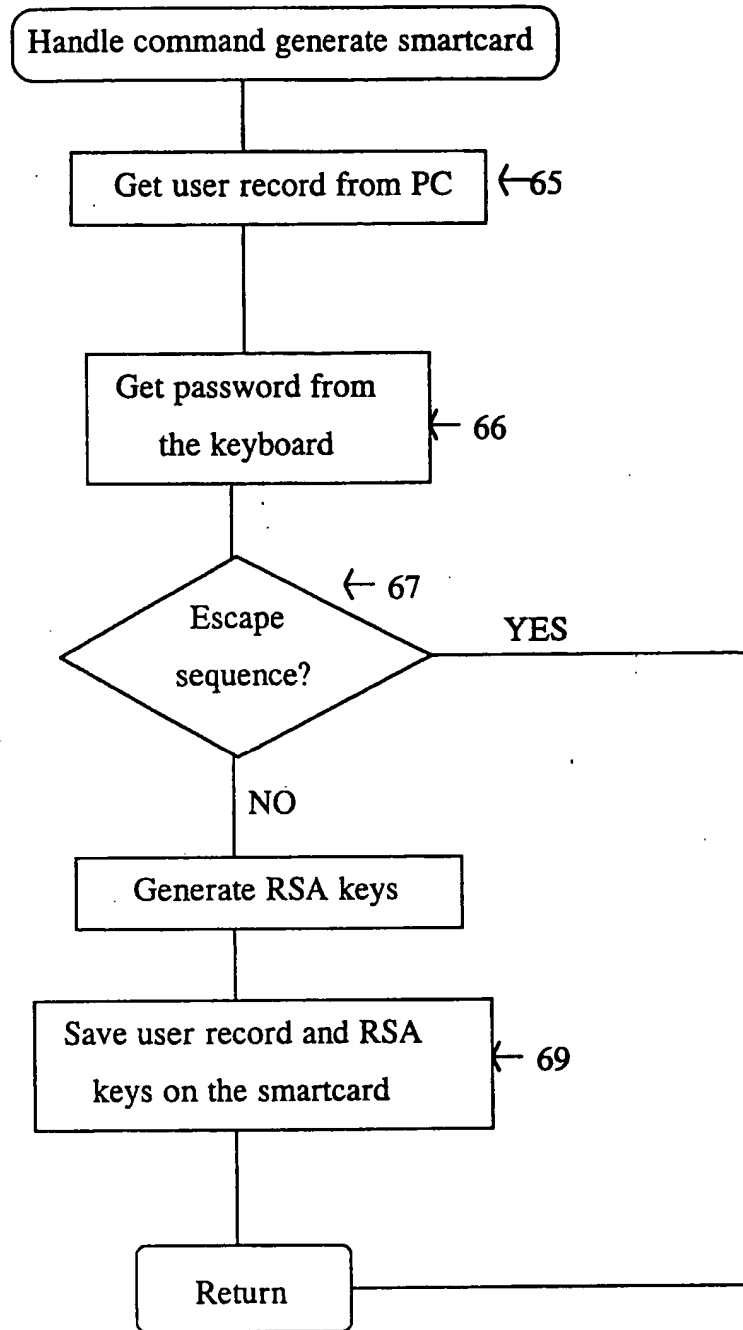 Handle command generate smartcard
Get user record from PC
65
Get password from
the keyboard
66
67
Escape
sequence?
YES
NO
Generate RSA keys
Save user record and RSA
keys on the smartcard
69
Return